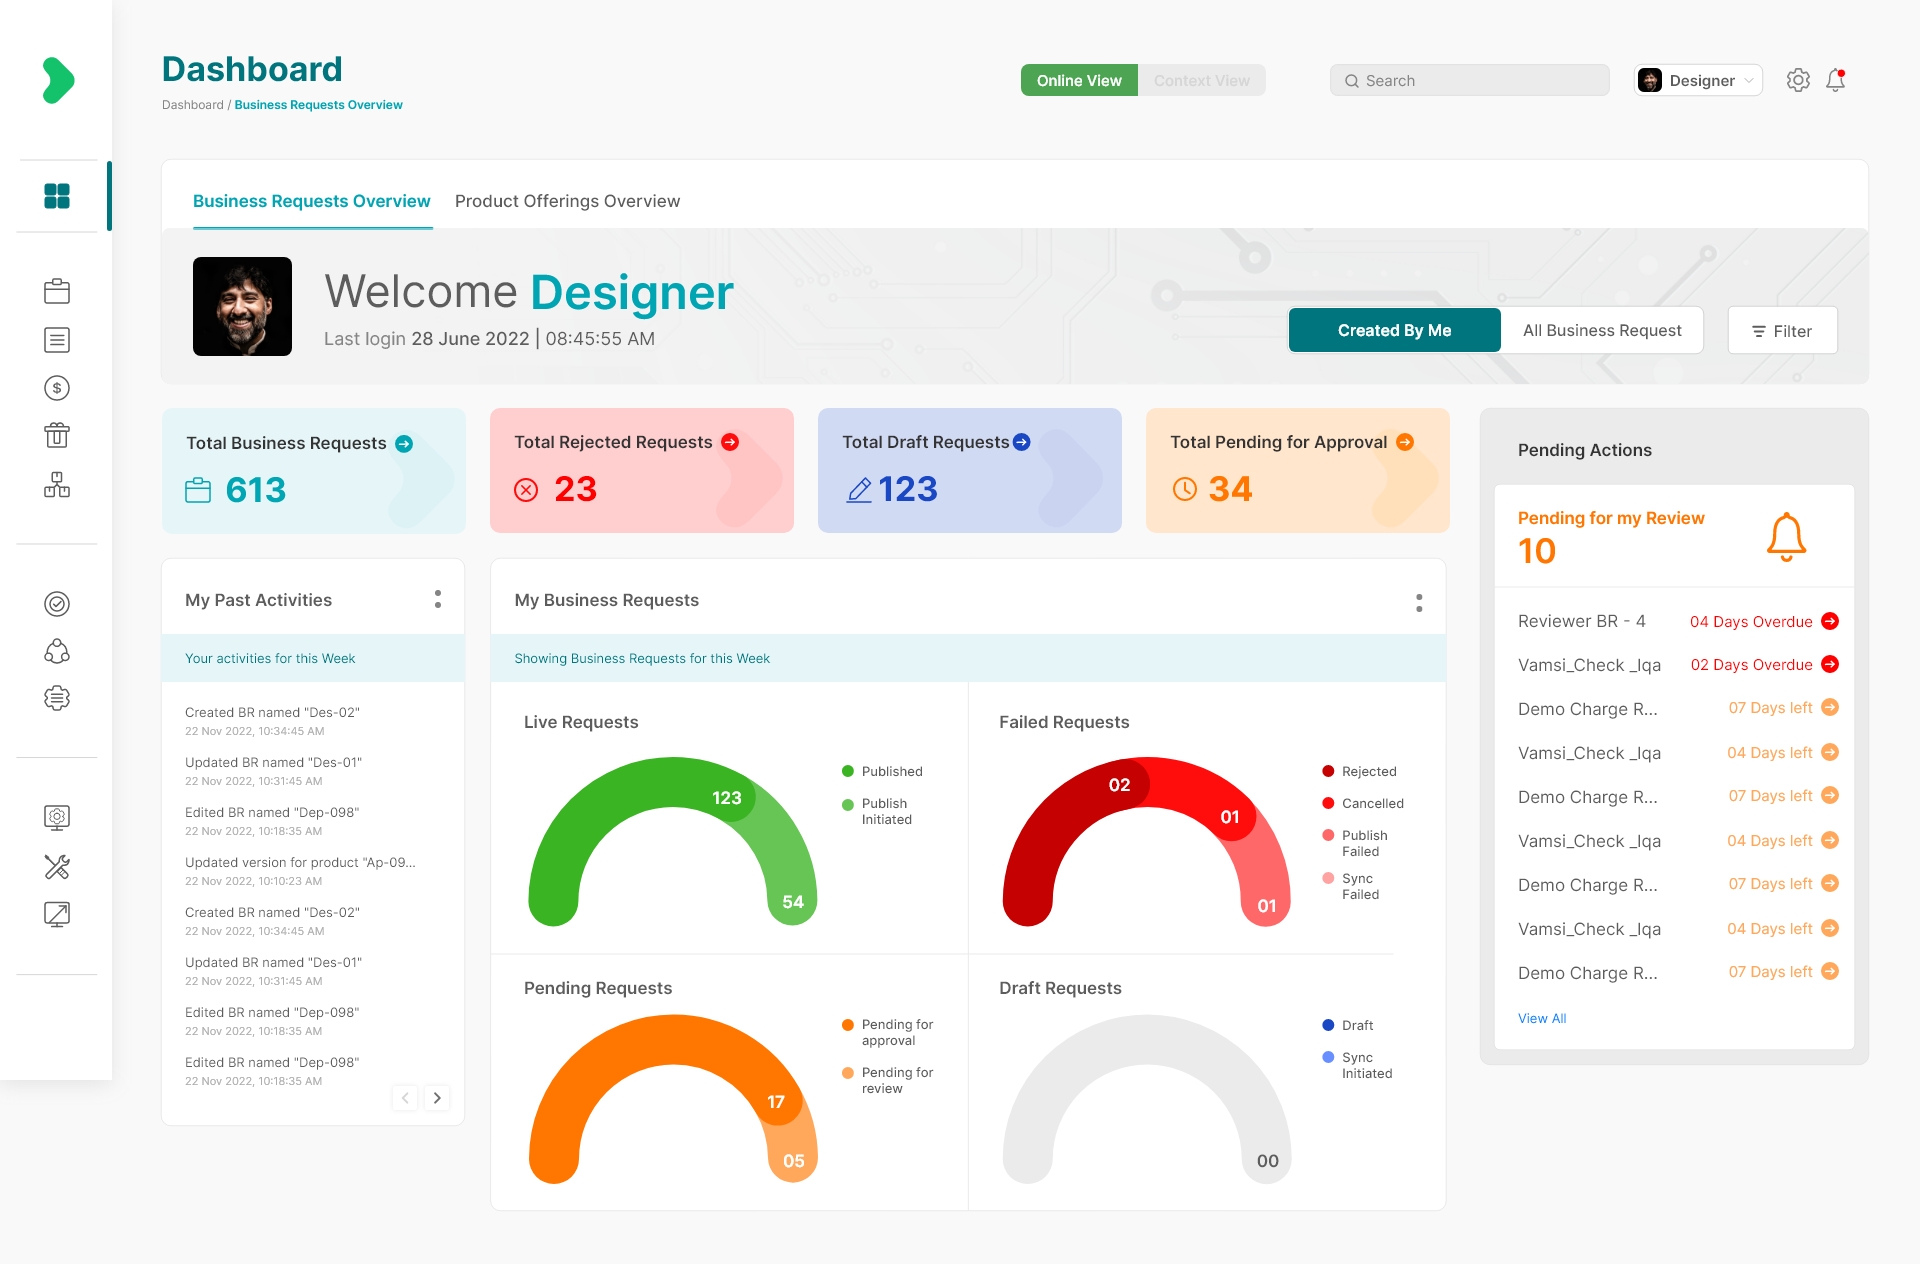 Dashboard
Dashboard / Business Requests Overview
Online View
Context View
Search
Designer
Business Requests Overview
Product Offerings Overview
Welcome Designer
Last login 28 June 2022 | 08:45:55 AM
Created By Me
All Business Request
Filter
Total Business Requests
613
Total Rejected Requests
23
Total Draft Requests
123
Total Pending for Approval
34
My Past Activities
Your activities for this Week
Created BR named "Des-02"
22 Nov 2022, 10:34:45 AM
Updated BR named "Des-01"
22 Nov 2022, 10:31:45 AM
Edited BR named "Dep-098"
22 Nov 2022, 10:18:35 AM
Updated version for product "Ap-09...
22 Nov 2022, 10:10:23 AM
Created BR named "Des-02"
22 Nov 2022, 10:34:45 AM
Updated BR named "Des-01"
22 Nov 2022, 10:31:45 AM
Edited BR named "Dep-098"
22 Nov 2022, 10:18:35 AM
Edited BR named "Dep-098"
22 Nov 2022, 10:18:35 AM
My Business Requests
Showing Business Requests for this Week
Live Requests
123
54
Published
Publish
Initiated
Failed Requests
02
01
01
Rejected
Cancelled
Publish
Failed
Sync
Failed
Pending Requests
17
05
Pending for
approval
Pending for
review
Draft Requests
00
Draft
Sync
Initiated
Pending Actions
Pending for my Review
10
Reviewer BR - 4 04 Days Overdue
Vamsi_Check _Iqa 02 Days Overdue
Demo Charge R... 07 Days left
Vamsi_Check _Iqa 04 Days left
Demo Charge R... 07 Days left
Vamsi_Check _Iqa 04 Days left
Demo Charge R... 07 Days left
Vamsi_Check _Iqa 04 Days left
Demo Charge R... 07 Days left
View All